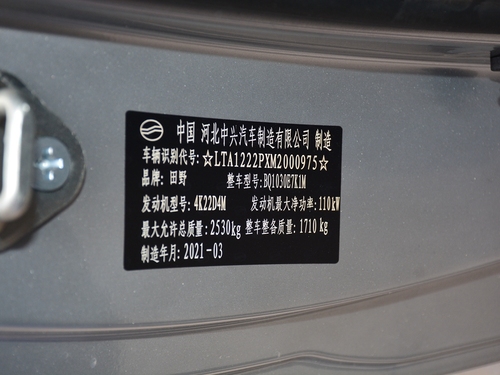 中国 河北中兴汽车制造有限公司 制造
车辆识别代号: ☆LTA1222PXM2000975☆
品牌: 田野 整车型号: BQ1030E7K1M
发动机型号: 4K22D4M 发动机最大净功率: 110kW
最大允许总质量: 2530kg 整车整备质量: 1710 kg
制造年月: 2021-03